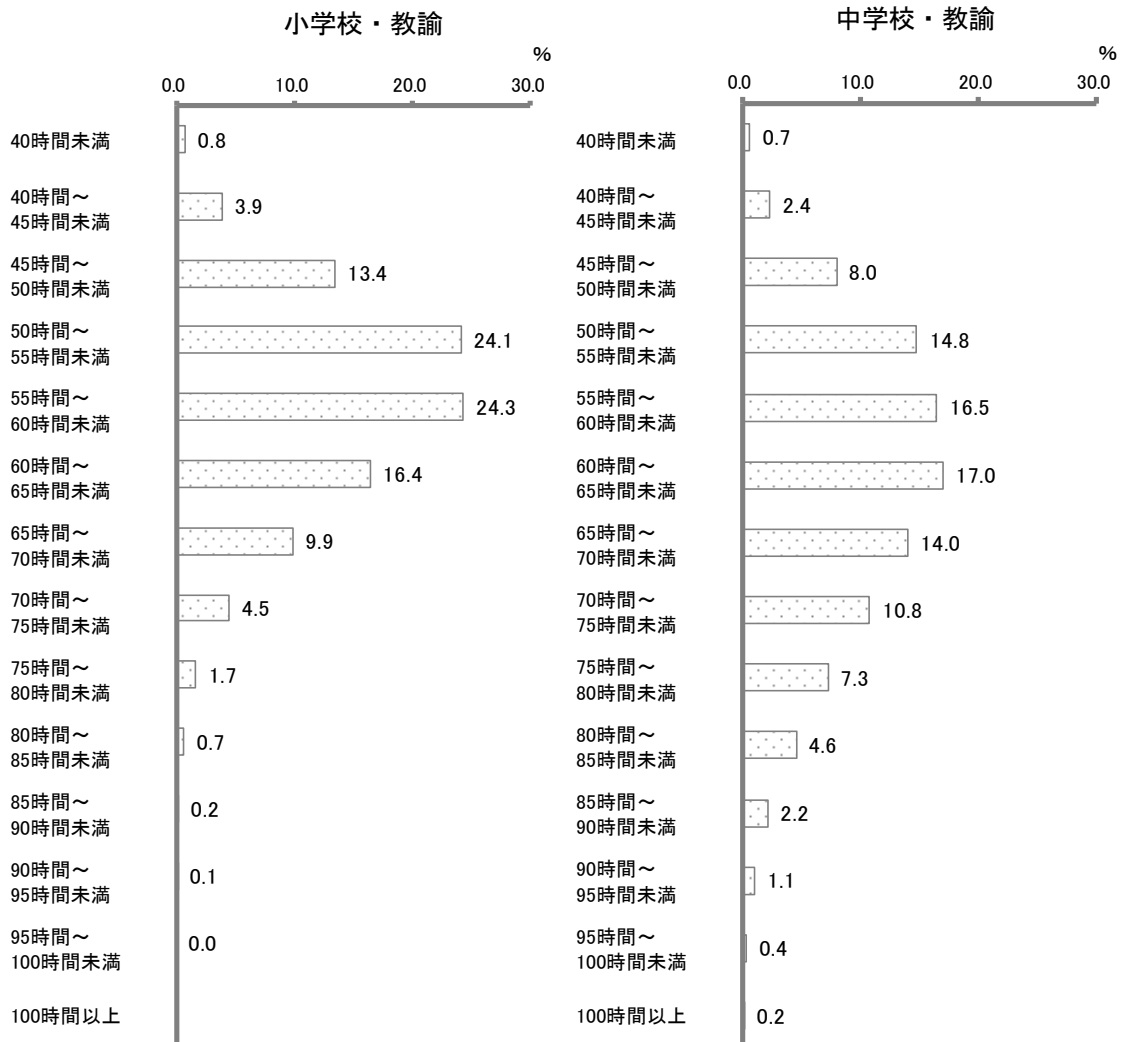 小学校・教諭
%
0.0 10.0 20.0 30.0
40時間未満 0.8
40時間～
45時間未満 3.9
45時間～
50時間未満 13.4
50時間～
55時間未満 24.1
55時間～
60時間未満 24.3
60時間～
65時間未満 16.4
65時間～
70時間未満 9.9
70時間～
75時間未満 4.5
75時間～
80時間未満 1.7
80時間～
85時間未満 0.7
85時間～
90時間未満 0.2
90時間～
95時間未満 0.1
95時間～
100時間未満 0.0
100時間以上
中学校・教諭
%
0.0 10.0 20.0 30.0
40時間未満 0.7
40時間～
45時間未満 2.4
45時間～
50時間未満 8.0
50時間～
55時間未満 14.8
55時間～
60時間未満 16.5
60時間～
65時間未満 17.0
65時間～
70時間未満 14.0
70時間～
75時間未満 10.8
75時間～
80時間未満 7.3
80時間～
85時間未満 4.6
85時間～
90時間未満 2.2
90時間～
95時間未満 1.1
95時間～
100時間未満 0.4
100時間以上 0.2